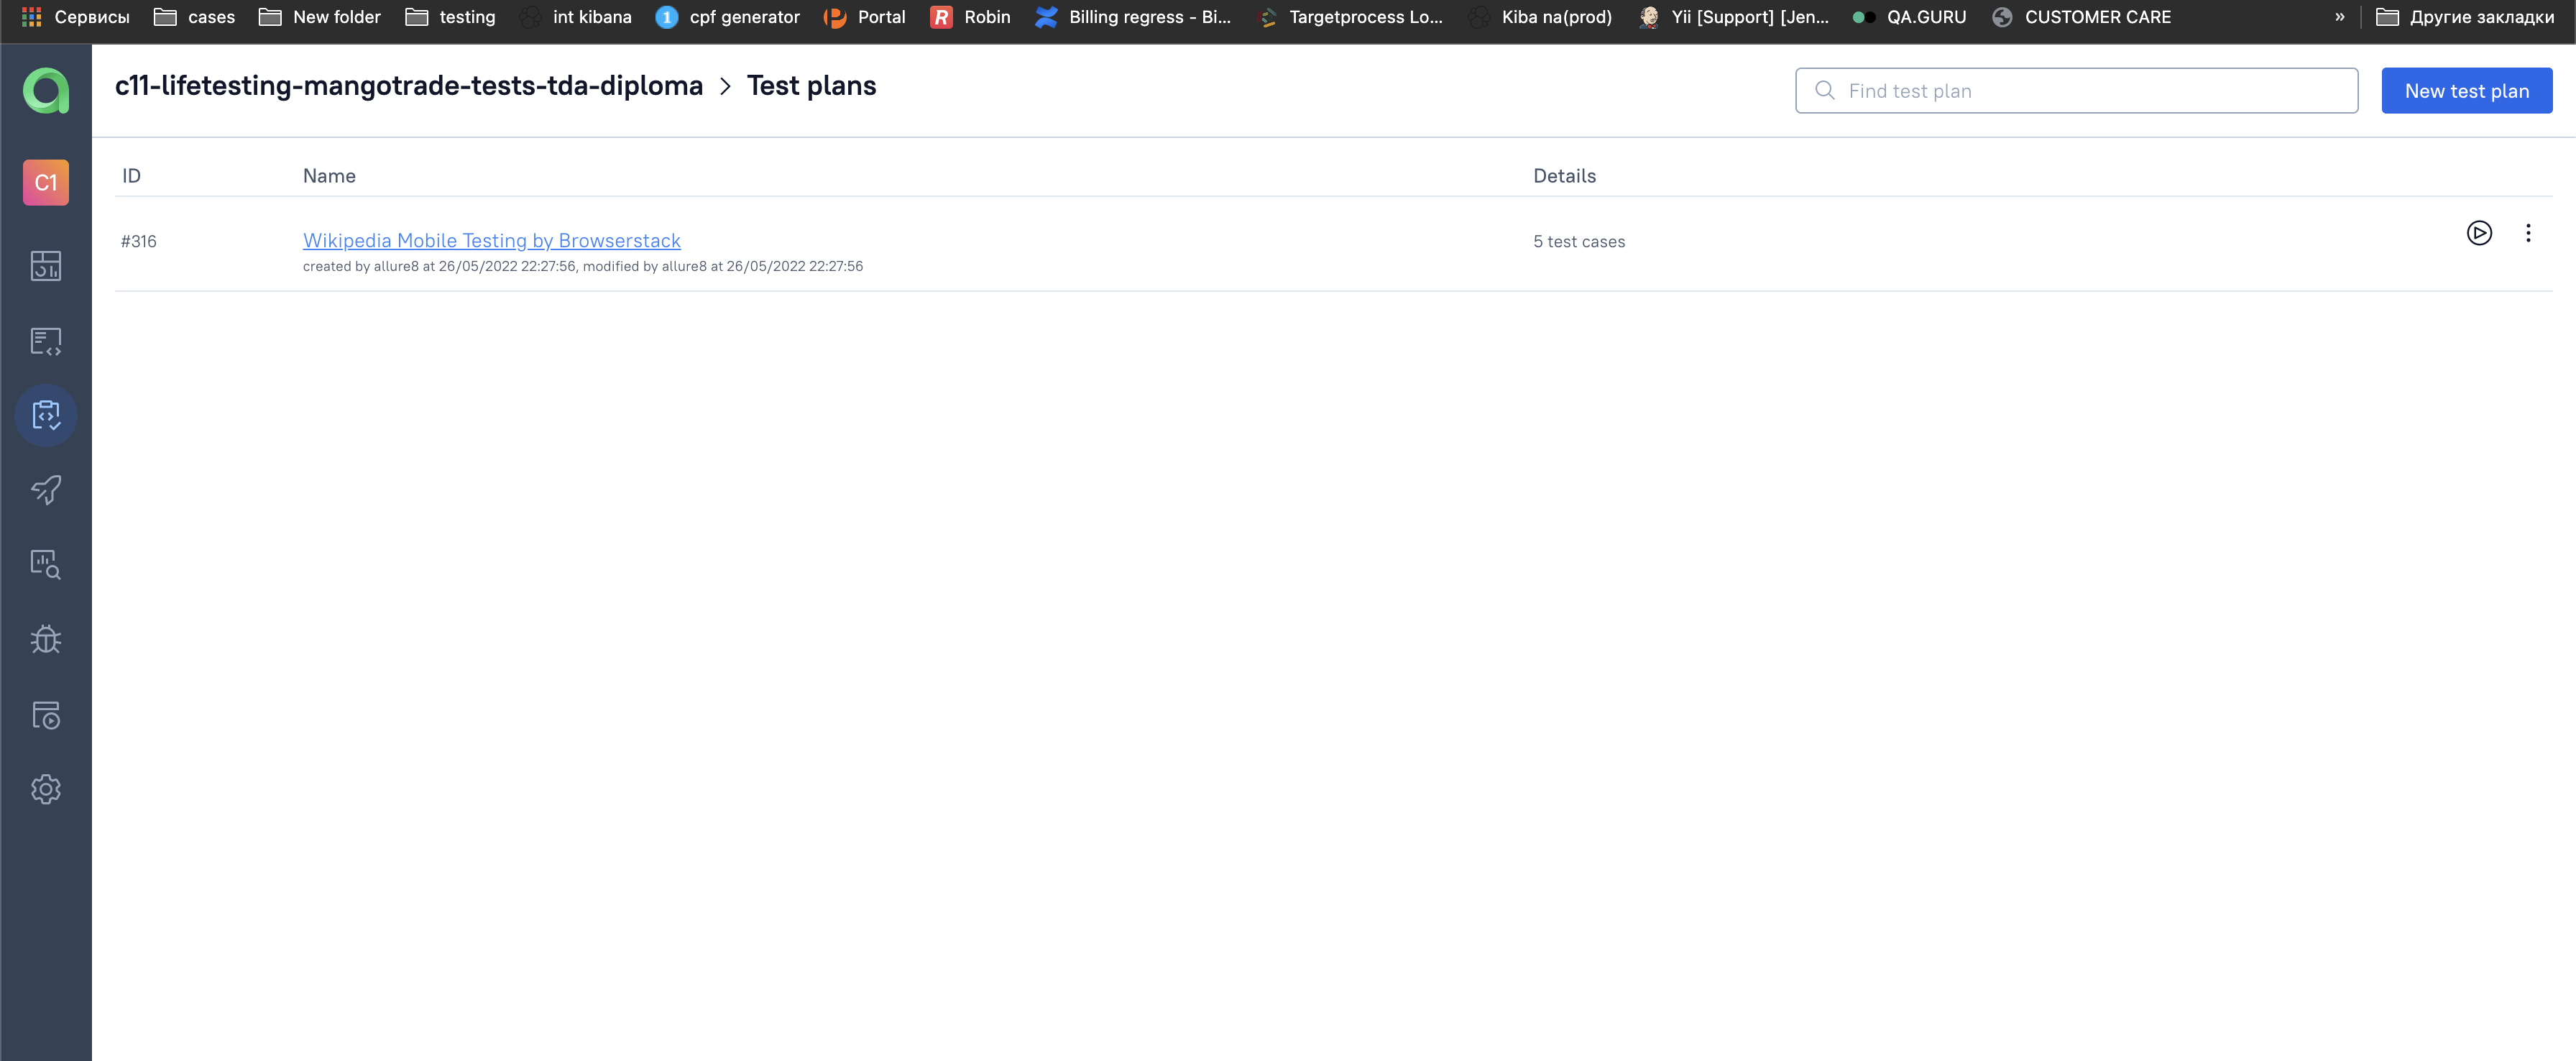 Сервисы cases New folder testing int kibana 1 cpf generator Portal R Robin Billing regress - Bi... Targetprocess Lo... Kiba na(prod) Yii [Support] [Jen... QA.GURU CUSTOMER CARE » Другие закладки
c11-lifetesting-mangotrade-tests-tda-diploma > Test plans
Find test plan
New test plan
C1
ID Name Details
#316 Wikipedia Mobile Testing by Browserstack 5 test cases
created by allure8 at 26/05/2022 22:27:56, modified by allure8 at 26/05/2022 22:27:56